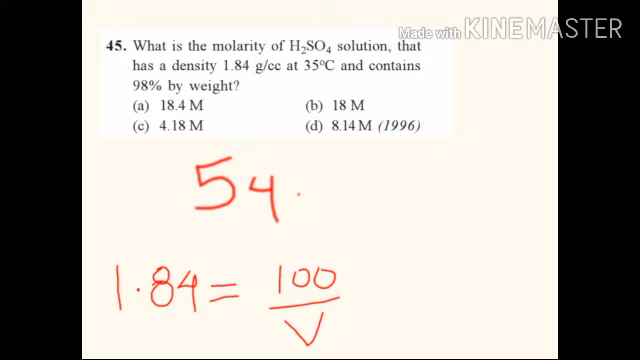 Made with KINEMASTER
45. What is the molarity of H₂SO₄ solution, that
has a density 1.84 g/cc at 35°C and contains
98% by weight?
(a) 18.4 M (b) 18 M
(c) 4.18 M (d) 8.14 M (1996)
54.
1.84 = 100
V